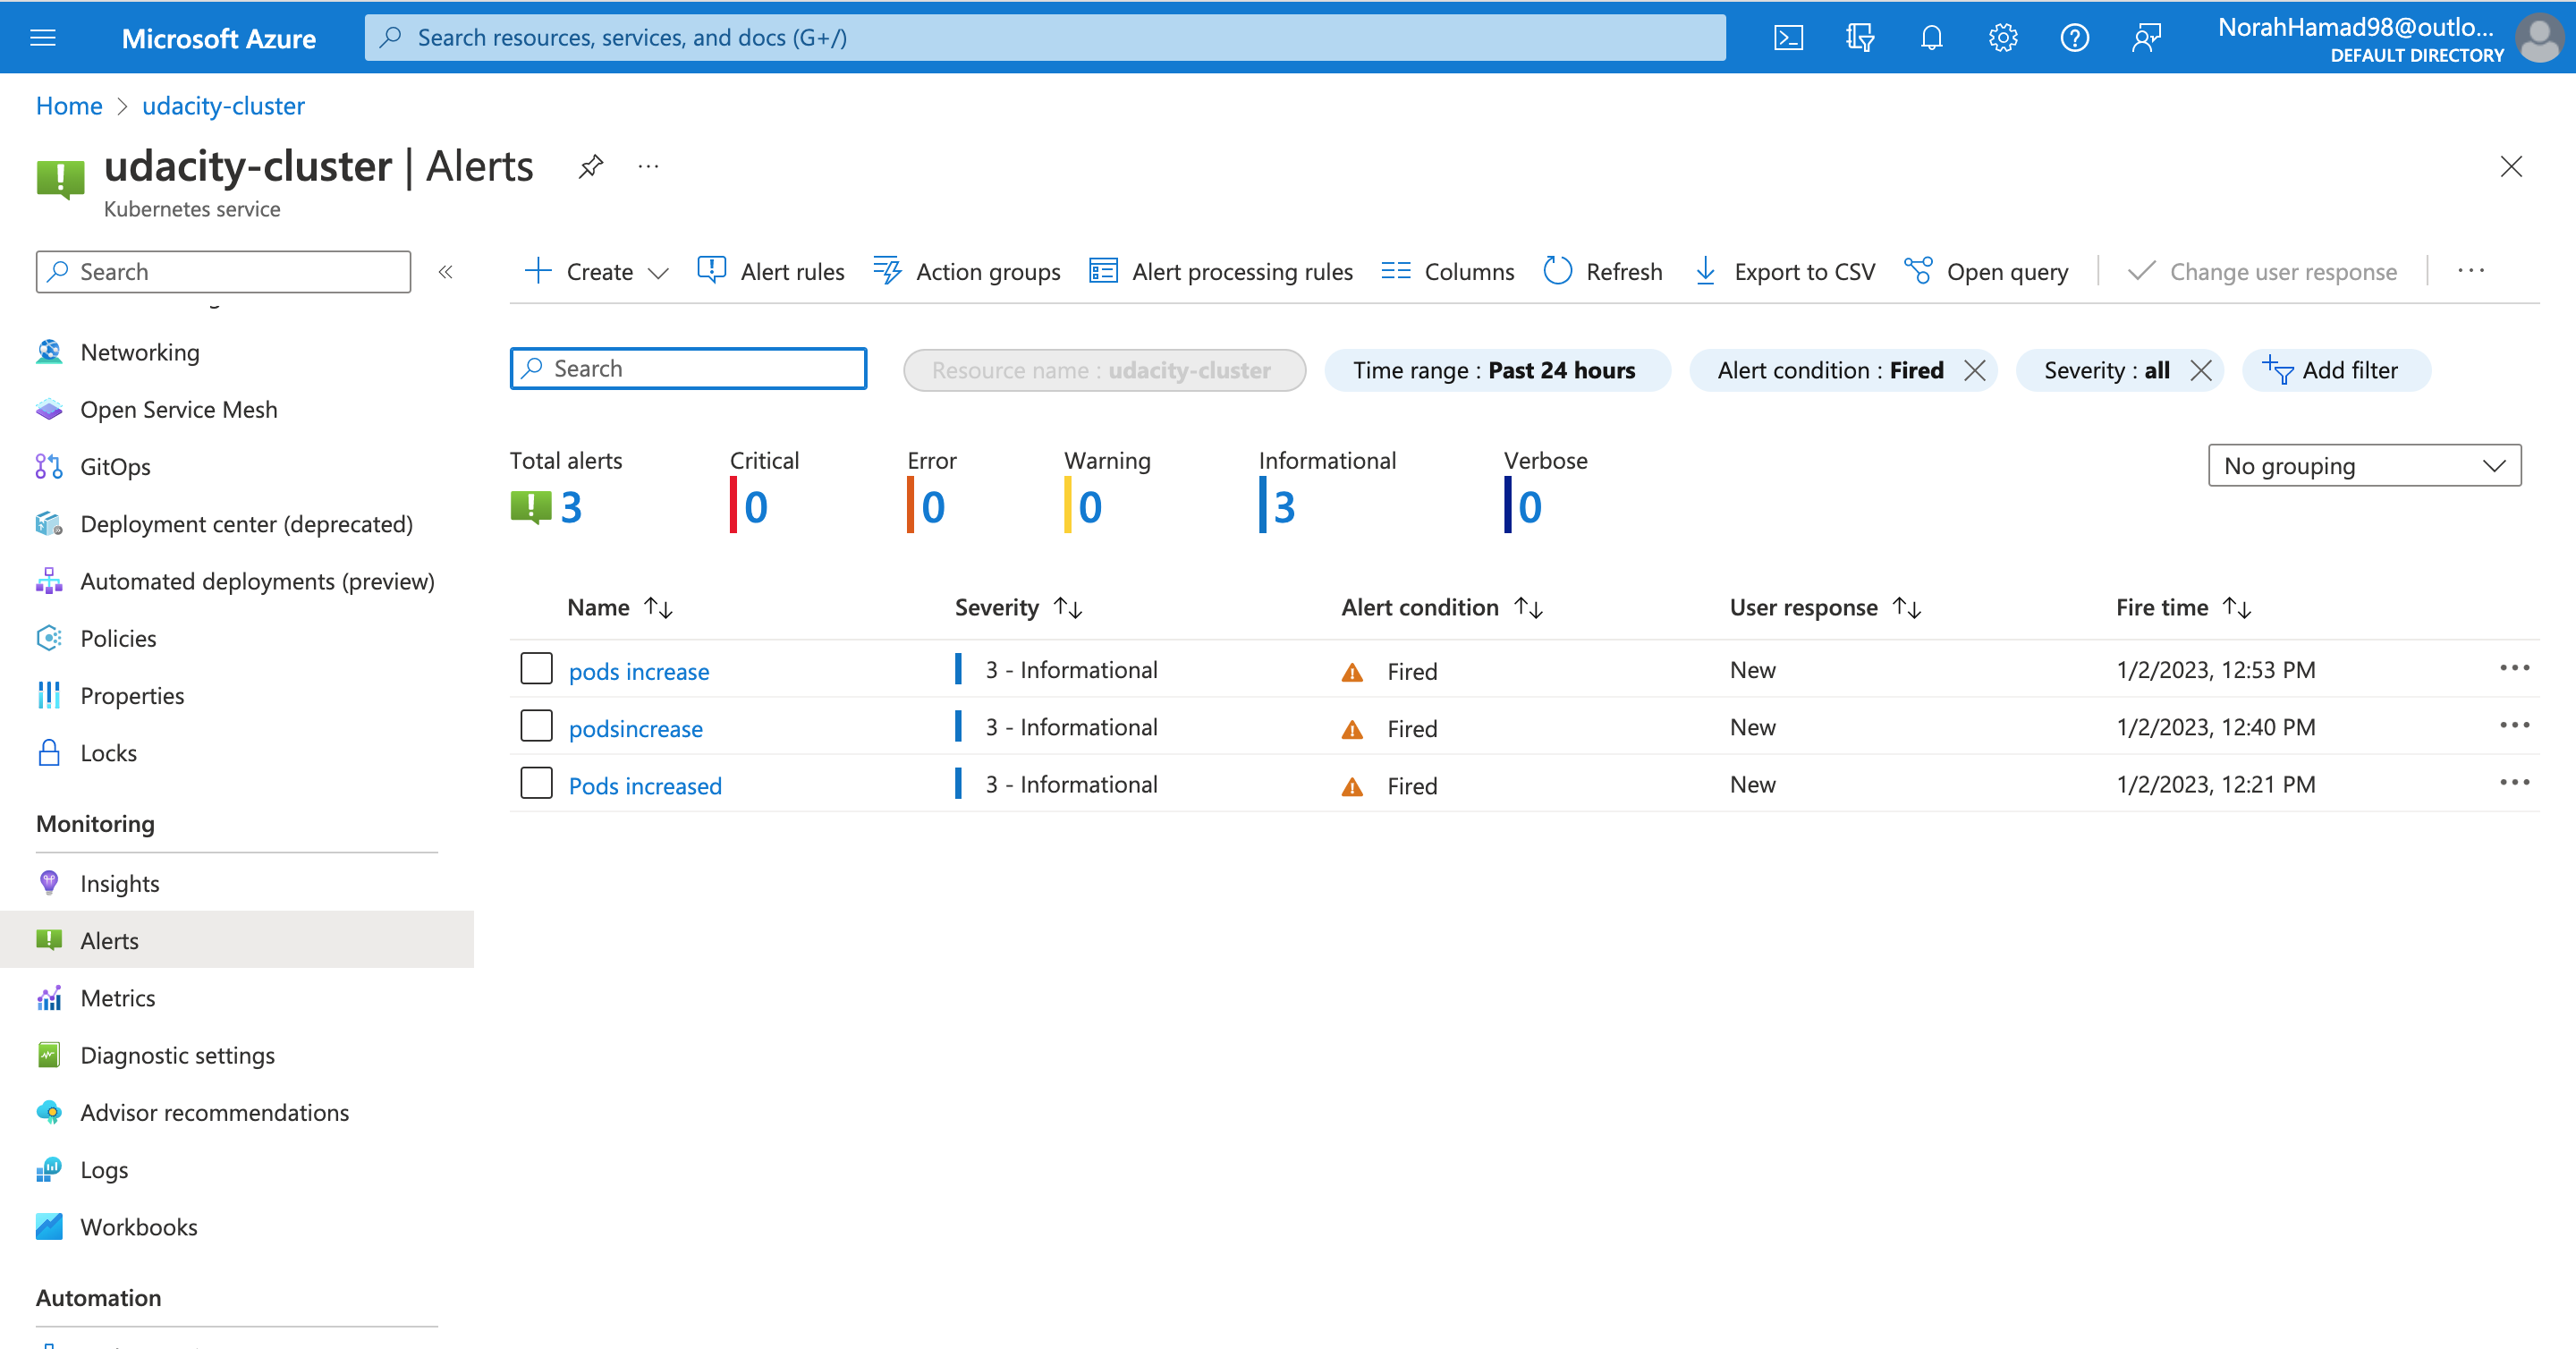 Microsoft Azure
Search resources, services, and docs (G+/)
NorahHamad98@outlo...
DEFAULT DIRECTORY
Home > udacity-cluster
udacity-cluster | Alerts
Kubernetes service
Search
Networking
Open Service Mesh
GitOps
Deployment center (deprecated)
Automated deployments (preview)
Policies
Properties
Locks
Monitoring
Insights
Alerts
Metrics
Diagnostic settings
Advisor recommendations
Logs
Workbooks
Automation
Create Alert rules Action groups Alert processing rules Columns Refresh Export to CSV Open query Change user response
Search Resource name : udacity-cluster Time range : Past 24 hours Alert condition : Fired Severity : all Add filter
Total alerts Critical Error Warning Informational Verbose
3 0 0 0 3 0
No grouping
Name Severity Alert condition User response Fire time
pods increase 3 - Informational Fired New 1/2/2023, 12:53 PM
podsincrease 3 - Informational Fired New 1/2/2023, 12:40 PM
Pods increased 3 - Informational Fired New 1/2/2023, 12:21 PM